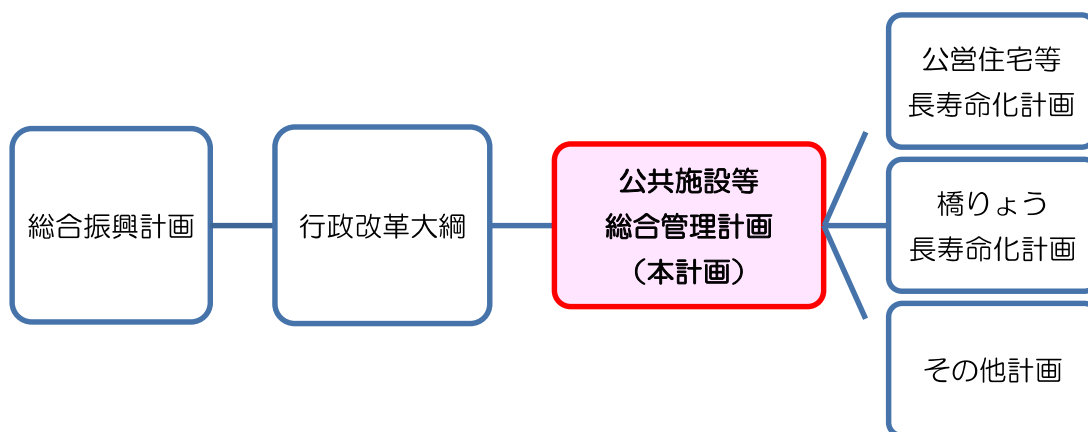 総合振興計画
行政改革大綱
公共施設等
総合管理計画
（本計画）
公営住宅等
長寿命化計画
橋りょう
長寿命化計画
その他計画